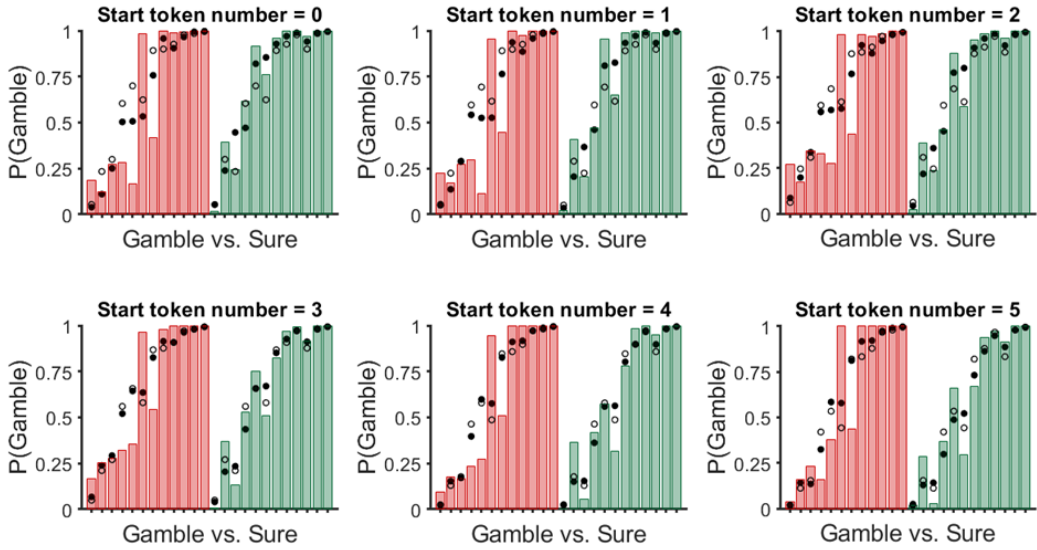 Start token number = 0
P(Gamble)
1
0.75
0.5
0.25
0
Gamble vs. Sure
Start token number = 1
P(Gamble)
1
0.75
0.5
0.25
0
Gamble vs. Sure
Start token number = 2
P(Gamble)
1
0.75
0.5
0.25
0
Gamble vs. Sure
Start token number = 3
P(Gamble)
1
0.75
0.5
0.25
0
Gamble vs. Sure
Start token number = 4
P(Gamble)
1
0.75
0.5
0.25
0
Gamble vs. Sure
Start token number = 5
P(Gamble)
1
0.75
0.5
0.25
0
Gamble vs. Sure